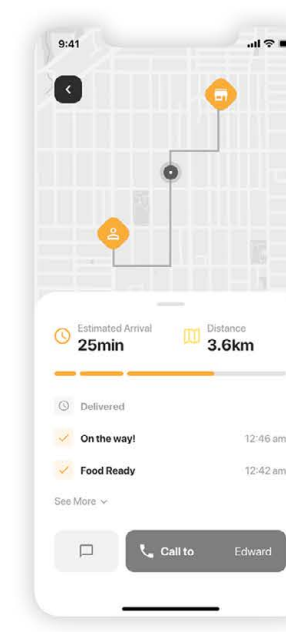 9:41
Estimated Arrival
25min
Distance
3.6km
Delivered
On the way!
12:46 am
Food Ready
12:42 am
See More
Call to
Edward